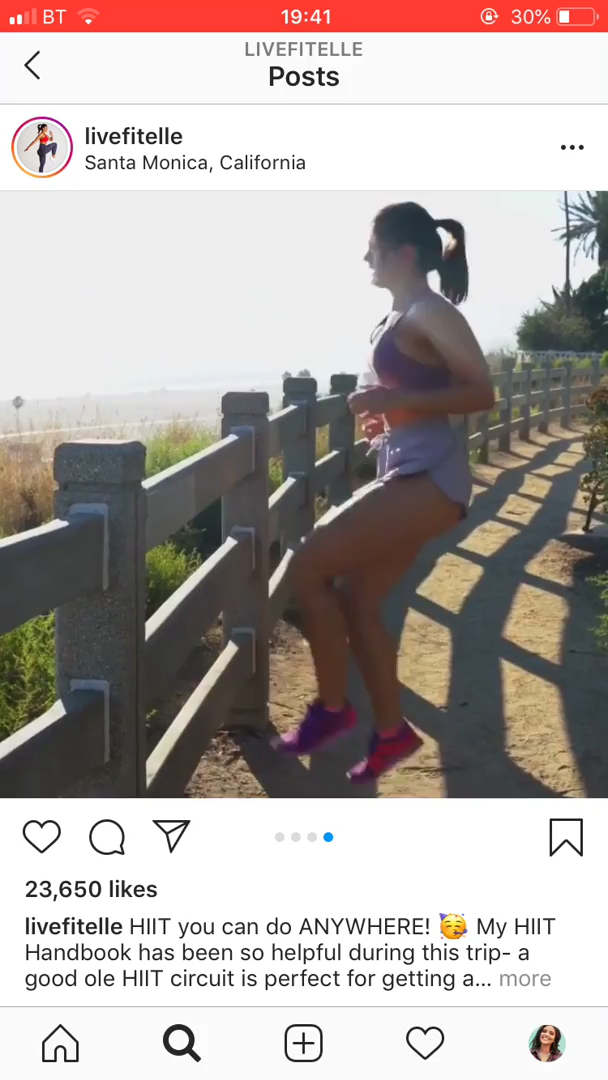 BT 19:41 30%
LIVEFITELLE
Posts
livefitelle
Santa Monica, California
23,650 likes
livefitelle HIIT you can do ANYWHERE! 🥳 My HIIT
Handbook has been so helpful during this trip- a
good ole HIIT circuit is perfect for getting a... more